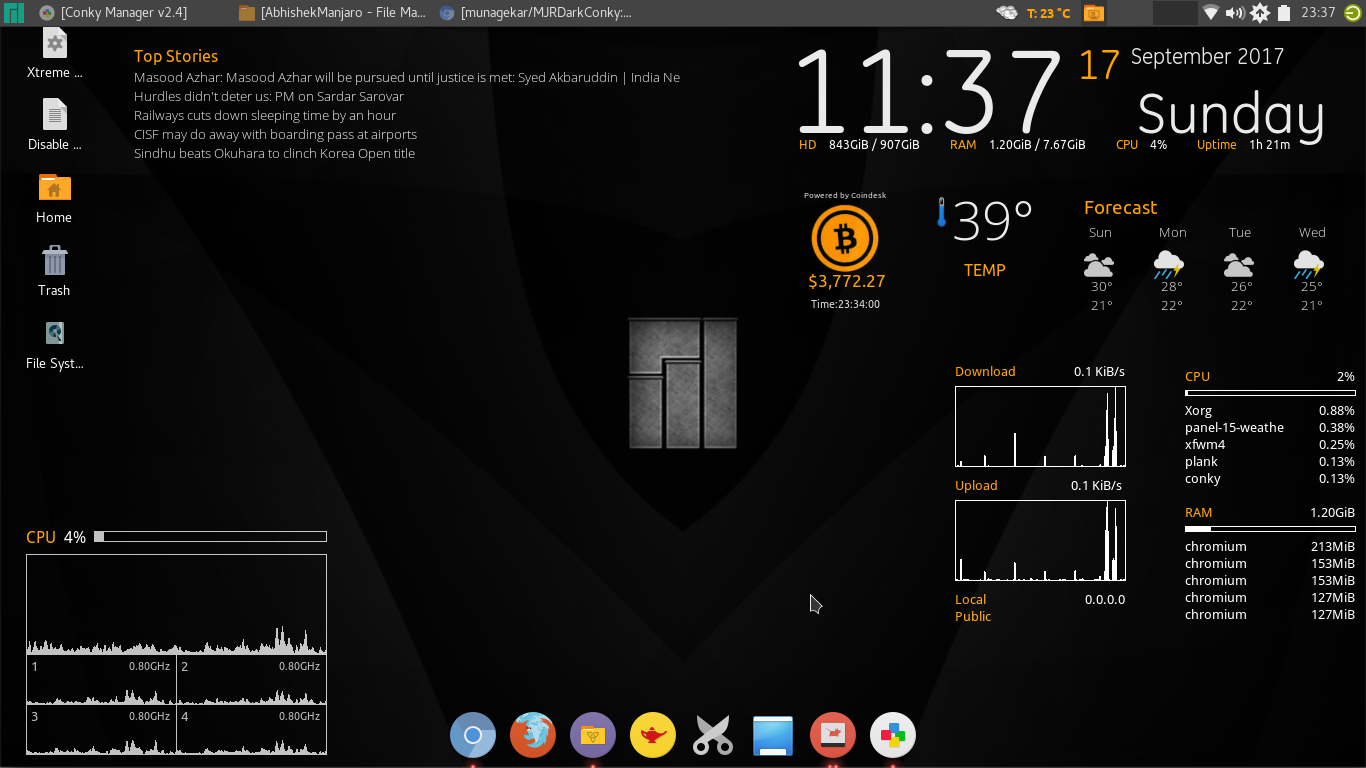 [Conky Manager v2.4] [AbhishekManjaro - File Ma... [munagekar/MJRDarkConky:... T: 23 °C 23:37
Xtreme ...
Disable ...
Home
Trash
File Syst...
Top Stories
Masood Azhar: Masood Azhar will be pursued until justice is met: Syed Akbaruddin | India Ne
Hurdles didn't deter us: PM on Sardar Sarovar
Railways cuts down sleeping time by an hour
CISF may do away with boarding pass at airports
Sindhu beats Okuhara to clinch Korea Open title
11:37 17 September 2017
Sunday
HD 843GiB / 907GiB RAM 1.20GiB / 7.67GiB CPU 4% Uptime 1h 21m
Powered by Coindesk
$3,772.27
Time:23:34:00
39°
TEMP
Forecast
Sun Mon Tue Wed
30° 28° 26° 25°
21° 22° 22° 21°
Download 0.1 KiB/s
Upload 0.1 KiB/s
Local 0.0.0.0
Public
CPU 2%
Xorg 0.88%
panel-15-weathe 0.38%
xfwm4 0.25%
plank 0.13%
conky 0.13%
RAM 1.20GiB
chromium 213MiB
chromium 153MiB
chromium 153MiB
chromium 127MiB
chromium 127MiB
CPU 4%
1 0.80GHz 2 0.80GHz
3 0.80GHz 4 0.80GHz